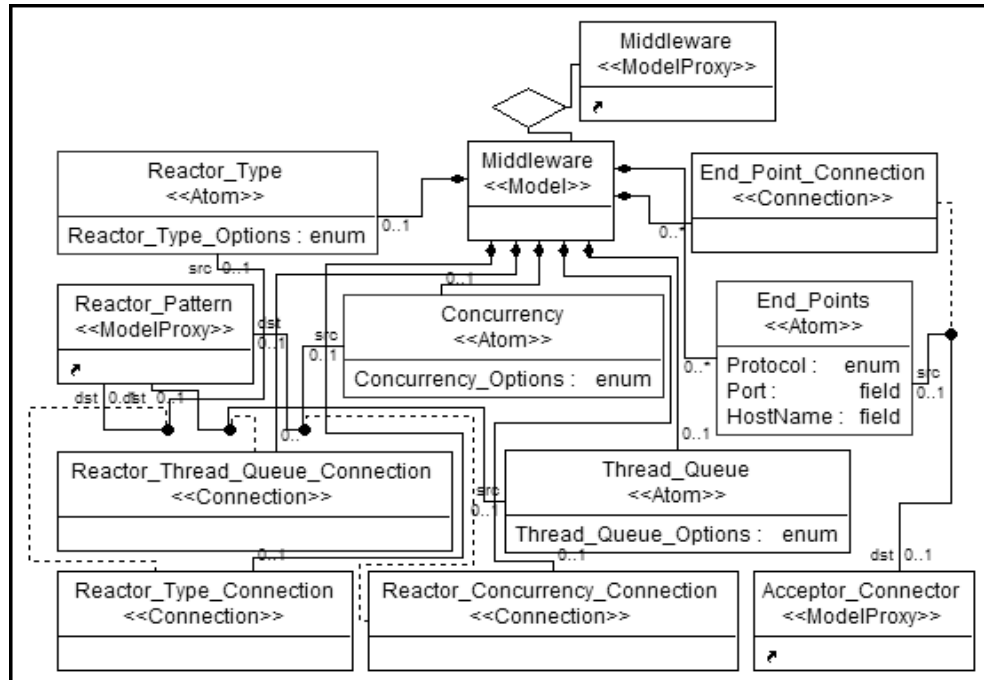 Middleware
<<ModelProxy>>
Reactor_Type
<<Atom>>
Reactor_Type_Options : enum
Middleware
<<Model>>
End_Point_Connection
<<Connection>>
0..1
0..*
src 0..1
0..1
Reactor_Pattern
<<ModelProxy>>
dst
0..1
src
0..1
Concurrency
<<Atom>>
Concurrency_Options : enum
End_Points
<<Atom>>
Protocol : enum
Port : field
HostName : field
0..*
src
0..1
dst
0..1
0..1
Reactor_Thread_Queue_Connection
<<Connection>>
Thread_Queue
<<Atom>>
Thread_Queue_Options : enum
src
0..1
0..1
0..1
dst 0..1
Reactor_Type_Connection
<<Connection>>
Reactor_Concurrency_Connection
<<Connection>>
Acceptor_Connector
<<ModelProxy>>